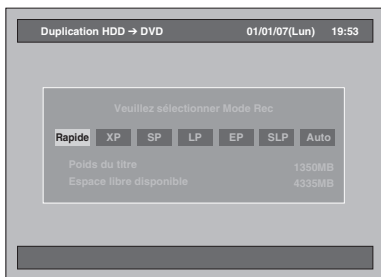 Duplication HDD → DVD 01/01/07(Lun) 19:53
Veuillez sélectionner Mode Rec
Rapide XP SP LP EP SLP Auto
Poids du titre 1350MB
Espace libre disponible 4335MB